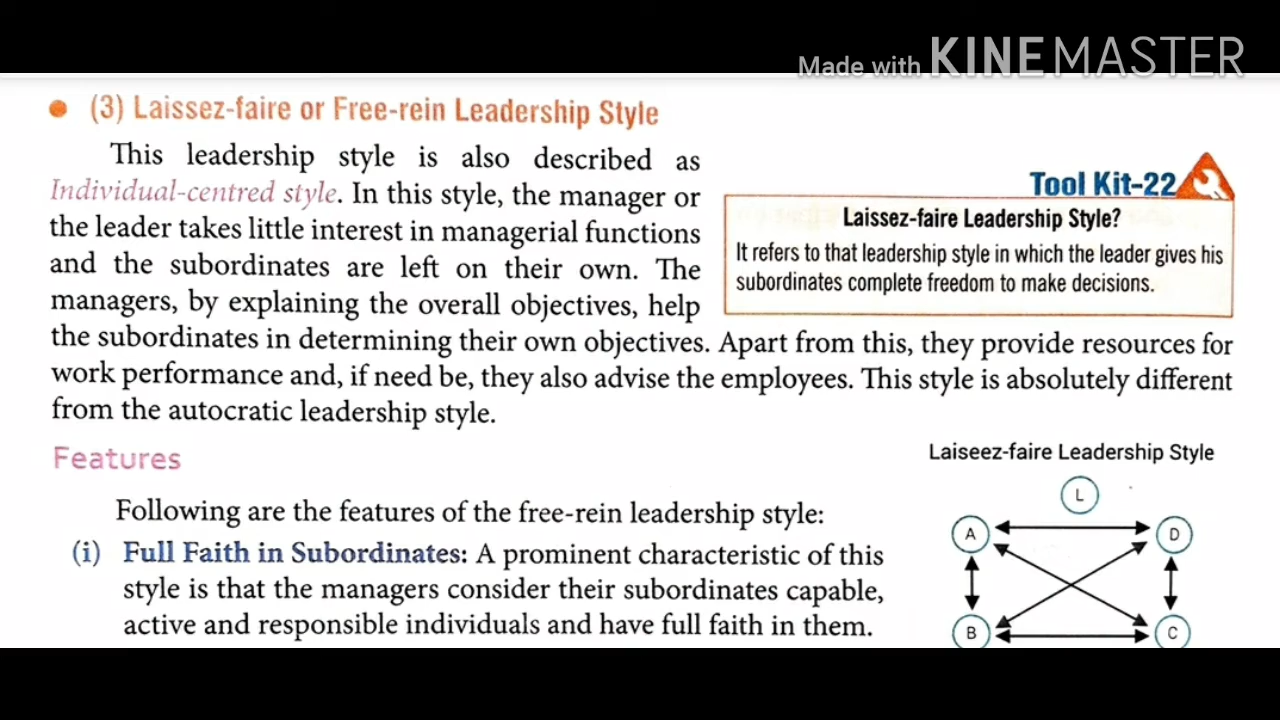 Made with KINEMASTER
(3) Laissez-faire or Free-rein Leadership Style
This leadership style is also described as
Individual-centred style. In this style, the manager or
the leader takes little interest in managerial functions
and the subordinates are left on their own. The
managers, by explaining the overall objectives, help
the subordinates in determining their own objectives. Apart from this, they provide resources for
work performance and, if need be, they also advise the employees. This style is absolutely different
from the autocratic leadership style.
Tool Kit-22
Laissez-faire Leadership Style?
It refers to that leadership style in which the leader gives his
subordinates complete freedom to make decisions.
Features
Following are the features of the free-rein leadership style:
(i) Full Faith in Subordinates: A prominent characteristic of this
style is that the managers consider their subordinates capable,
active and responsible individuals and have full faith in them.
Laiseez-faire Leadership Style
L
A
D
B
C